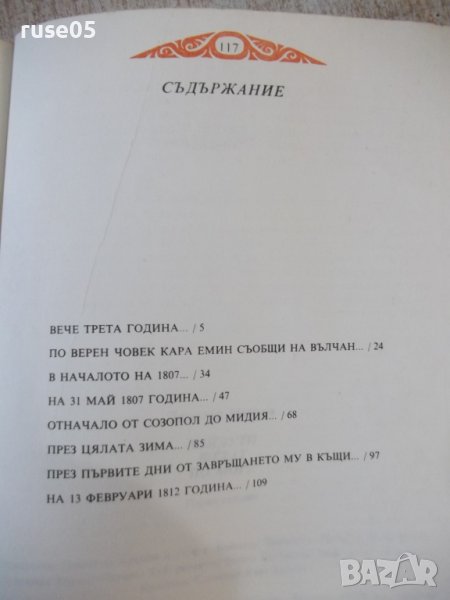 ruse05
117
СЪДЪРЖАНИЕ
ВЕЧЕ ТРЕТА ГОДИНА... / 5
ПО ВЕРЕН ЧОВЕК КАРА ЕМИН СЪОБЩИ НА ВЪЛЧАН... / 24
В НАЧАЛОТО НА 1807... / 34
НА 31 МАЙ 1807 ГОДИНА... / 47
ОТНАЧАЛО ОТ СОЗОПОЛ ДО МИДИЯ... / 68
ПРЕЗ ЦЯЛАТА ЗИМА... / 85
ПРЕЗ ПЪРВИТЕ ДНИ ОТ ЗАВРЪЩАНЕТО МУ В КЪЩИ... / 97
НА 13 ФЕВРУАРИ 1812 ГОДИНА... / 109
BAZAR